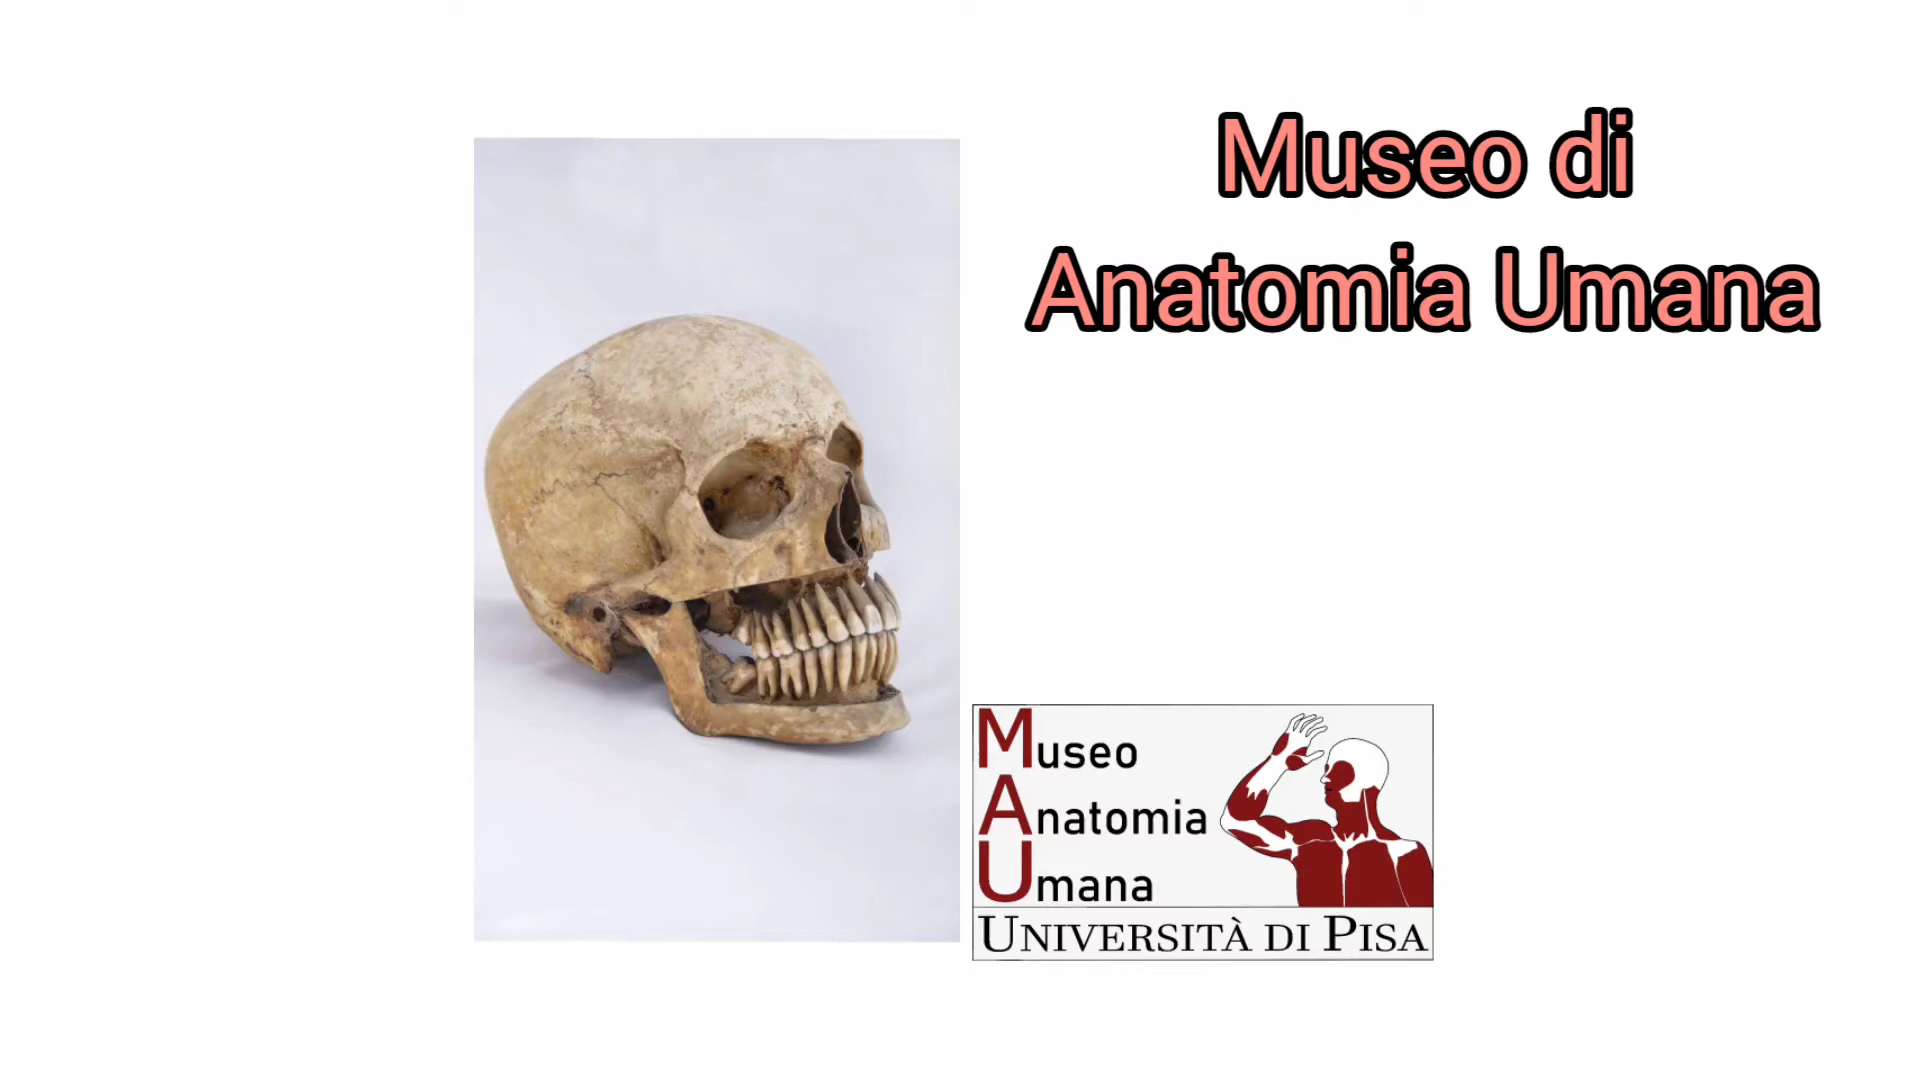 Museo di
Anatomia Umana
Museo
Anatomia
Umana
Università di Pisa